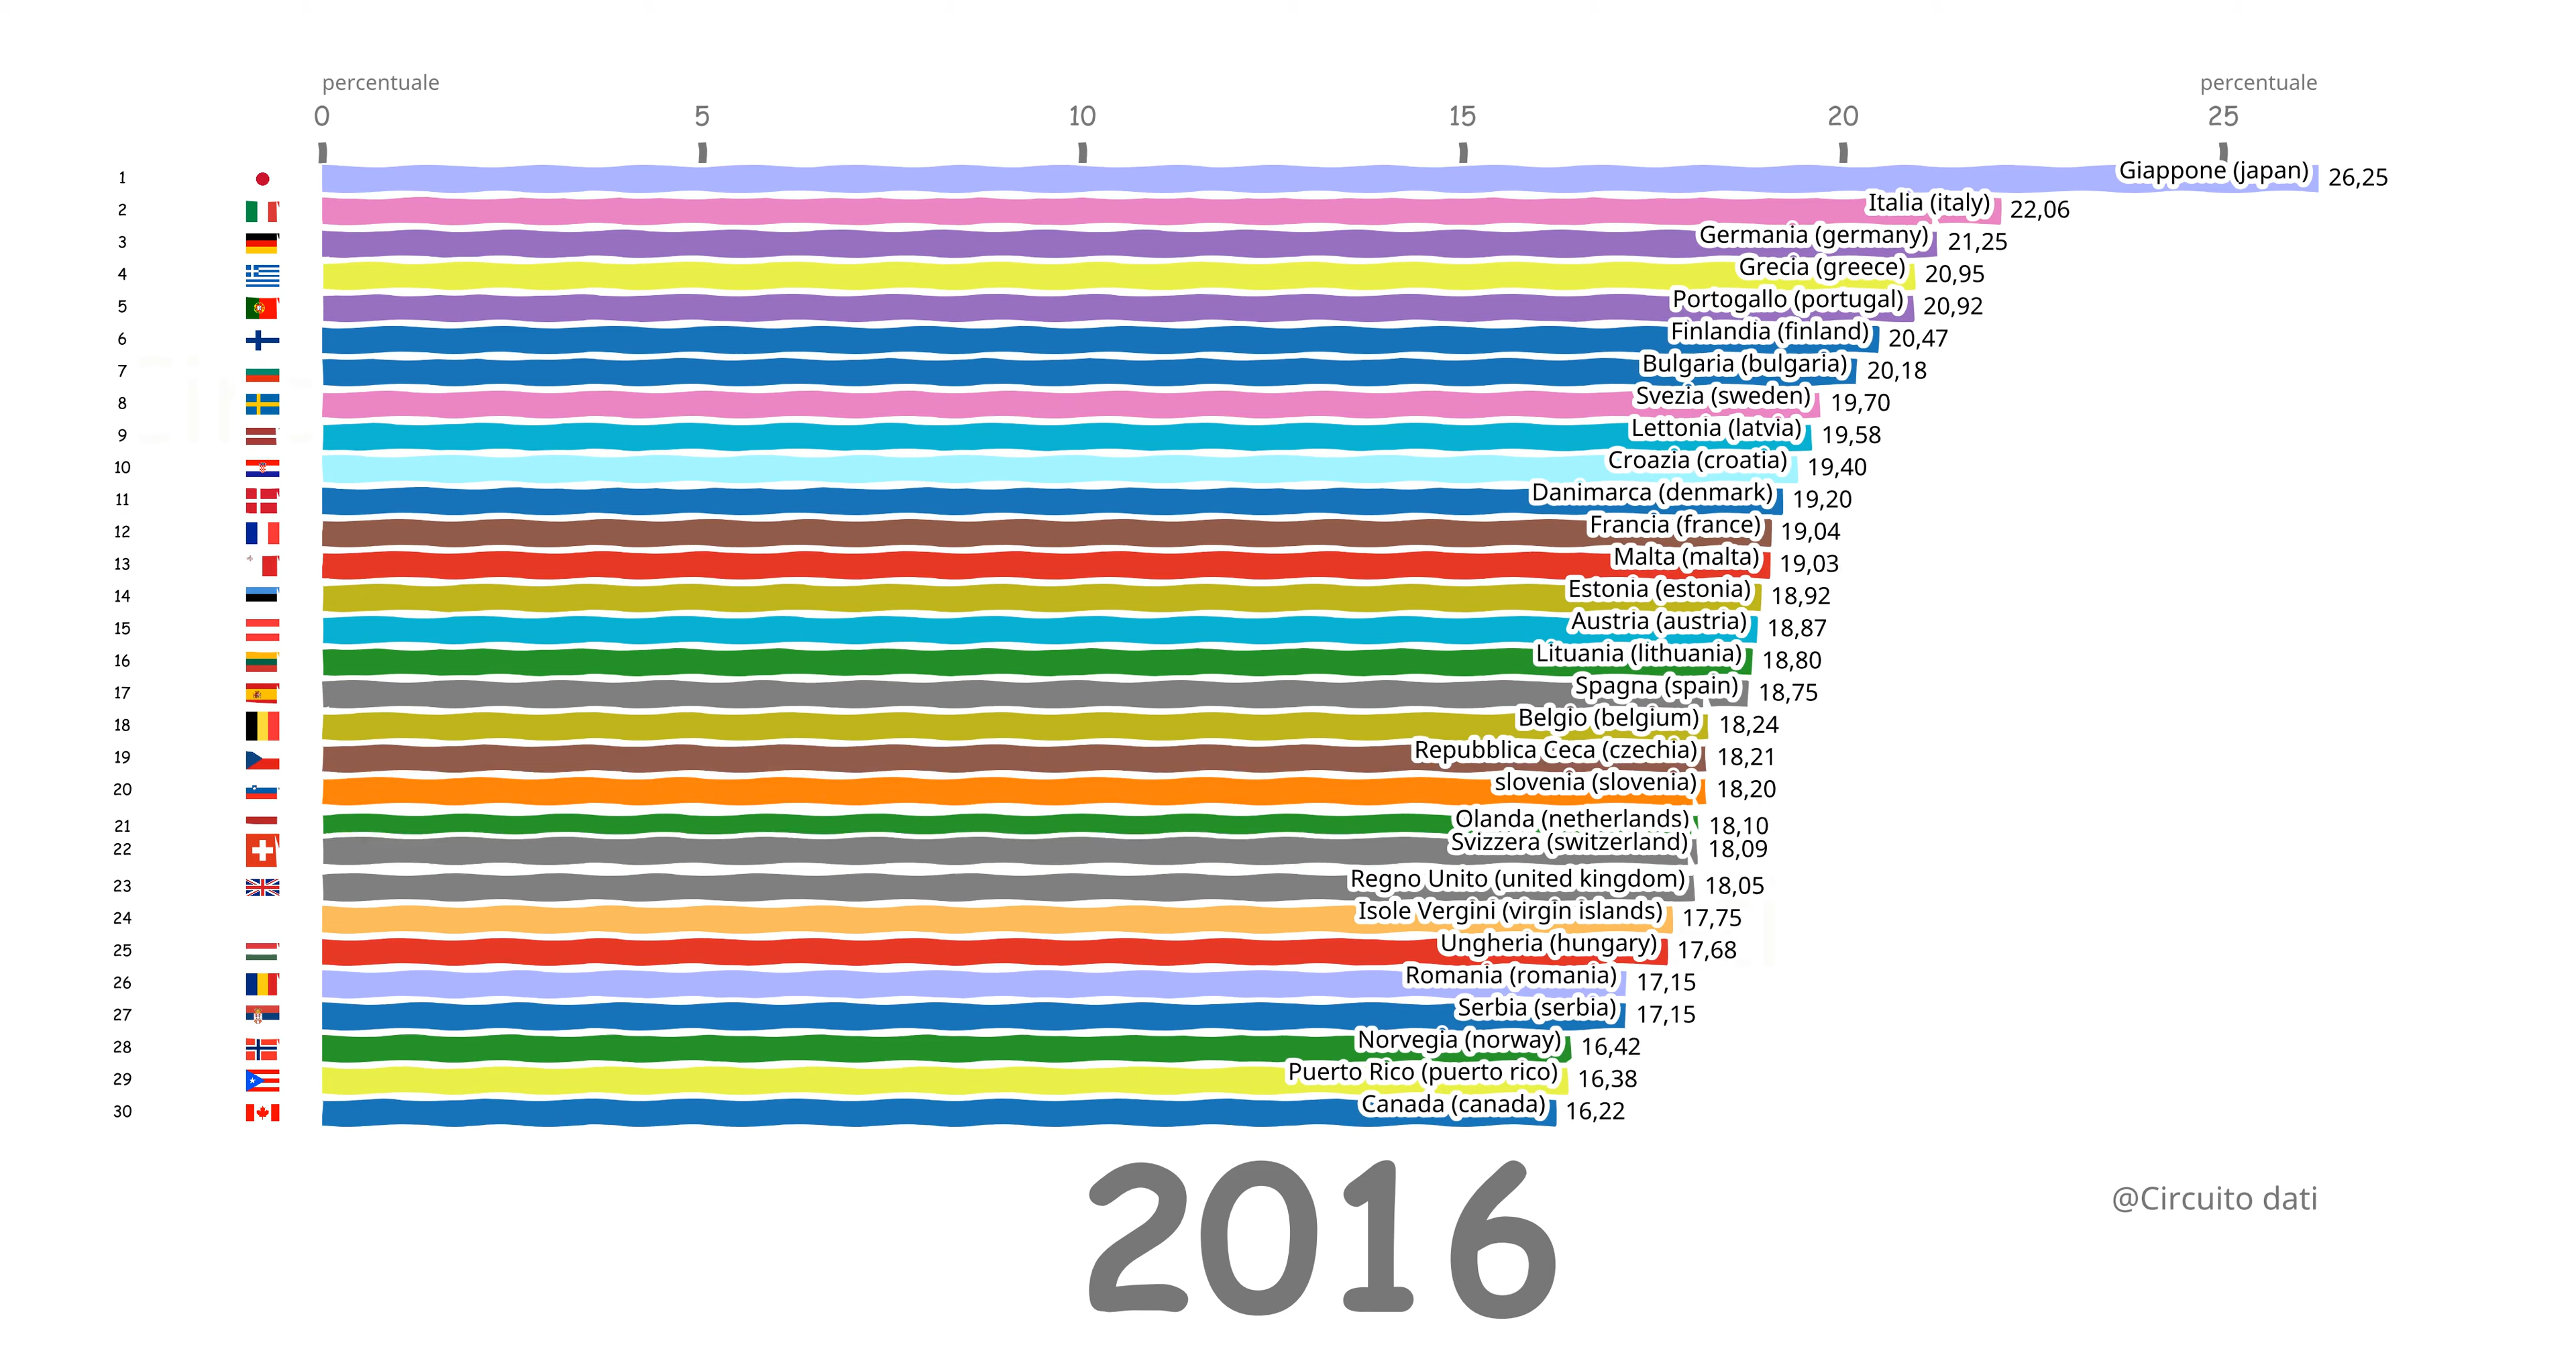 percentuale percentuale
0 5 10 15 20 25
1 Giappone (japan) 26,25
2 Italia (italy) 22,06
3 Germania (germany) 21,25
4 Grecia (greece) 20,95
5 Portogallo (portugal) 20,92
6 Finlandia (finland) 20,47
7 Bulgaria (bulgaria) 20,18
8 Svezia (sweden) 19,70
9 Lettonia (latvia) 19,58
10 Croazia (croatia) 19,40
11 Danimarca (denmark) 19,20
12 Francia (france) 19,04
13 Malta (malta) 19,03
14 Estonia (estonia) 18,92
15 Austria (austria) 18,87
16 Lituania (lithuania) 18,80
17 Spagna (spain) 18,75
18 Belgio (belgium) 18,24
19 Repubblica Ceca (czechia) 18,21
20 slovenia (slovenia) 18,20
21 Olanda (netherlands) 18,10
22 Svizzera (switzerland) 18,09
23 Regno Unito (united kingdom) 18,05
24 Isole Vergini (virgin islands) 17,75
25 Ungheria (hungary) 17,68
26 Romania (romania) 17,15
27 Serbia (serbia) 17,15
28 Norvegia (norway) 16,42
29 Puerto Rico (puerto rico) 16,38
30 Canada (canada) 16,22
2016
@Circuito dati